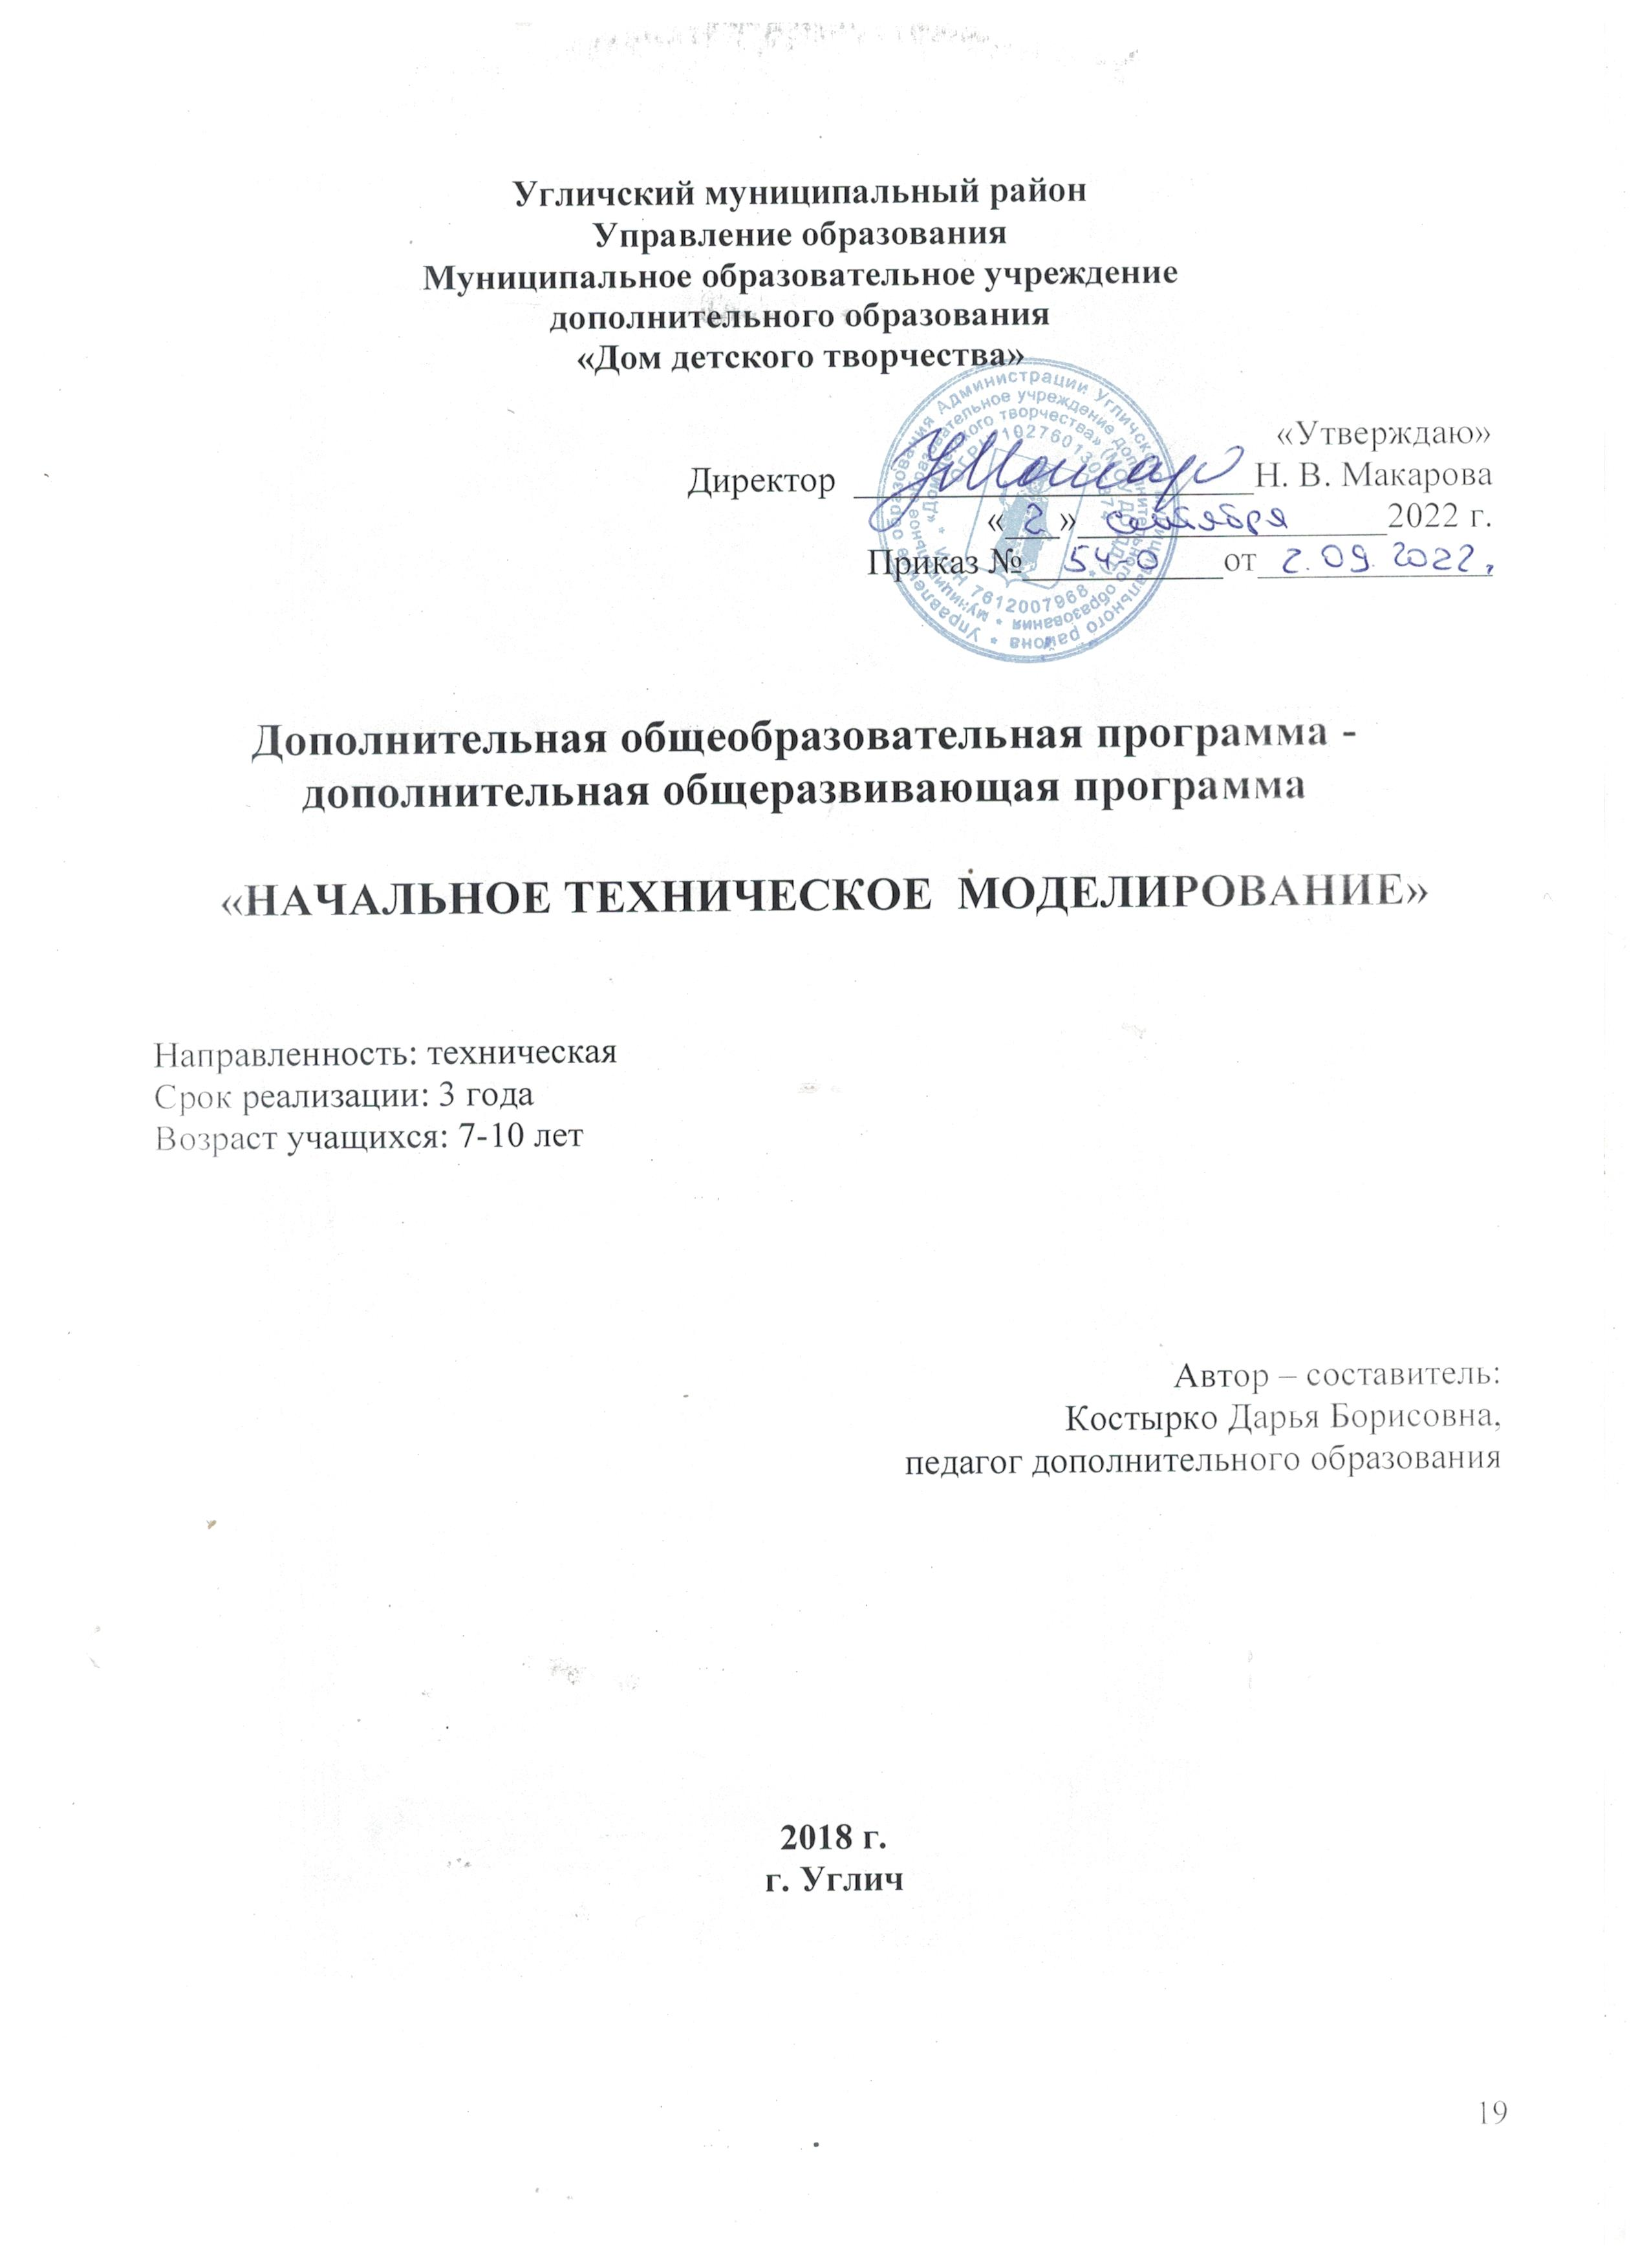 Угличский муниципальный район
Управление образования
Муниципальное образовательное учреждение
дополнительного образования
«Дом детского творчества»
«Утверждаю»
Директор Н. В. Макарова
« 2 » сентября 2022 г.
Приказ № 54-О от 2.09.2022г.
Дополнительная общеобразовательная программа -
дополнительная общеразвивающая программа
«НАЧАЛЬНОЕ ТЕХНИЧЕСКОЕ МОДЕЛИРОВАНИЕ»
Направленность: техническая
Срок реализации: 3 года
Возраст учащихся: 7-10 лет
Автор – составитель:
Костырко Дарья Борисовна,
педагог дополнительного образования
2018 г.
г. Углич
19